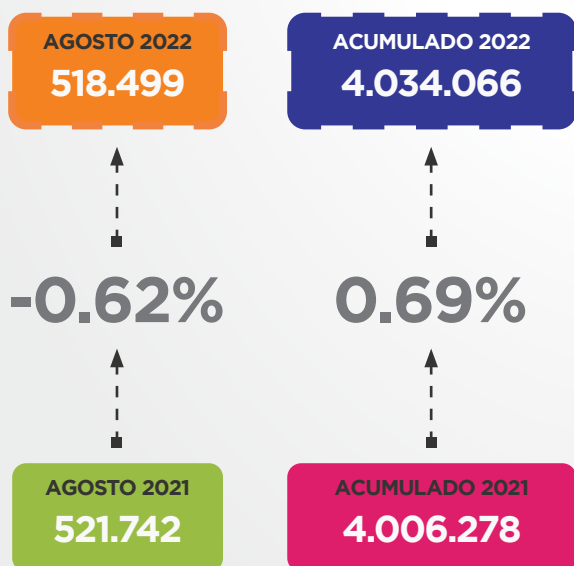 AGOSTO 2022
518.499
ACUMULADO 2022
4.034.066
-0.62%
0.69%
AGOSTO 2021
521.742
ACUMULADO 2021
4.006.278